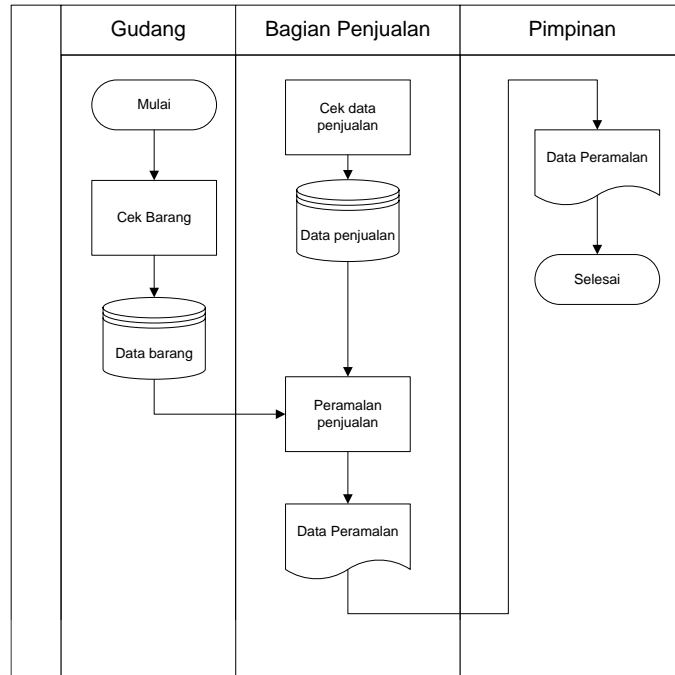 Gudang
Bagian Penjualan
Pimpinan
Mulai
Cek Barang
Data barang
Cek data
penjualan
Data penjualan
Peramalan
penjualan
Data Peramalan
Data Peramalan
Selesai